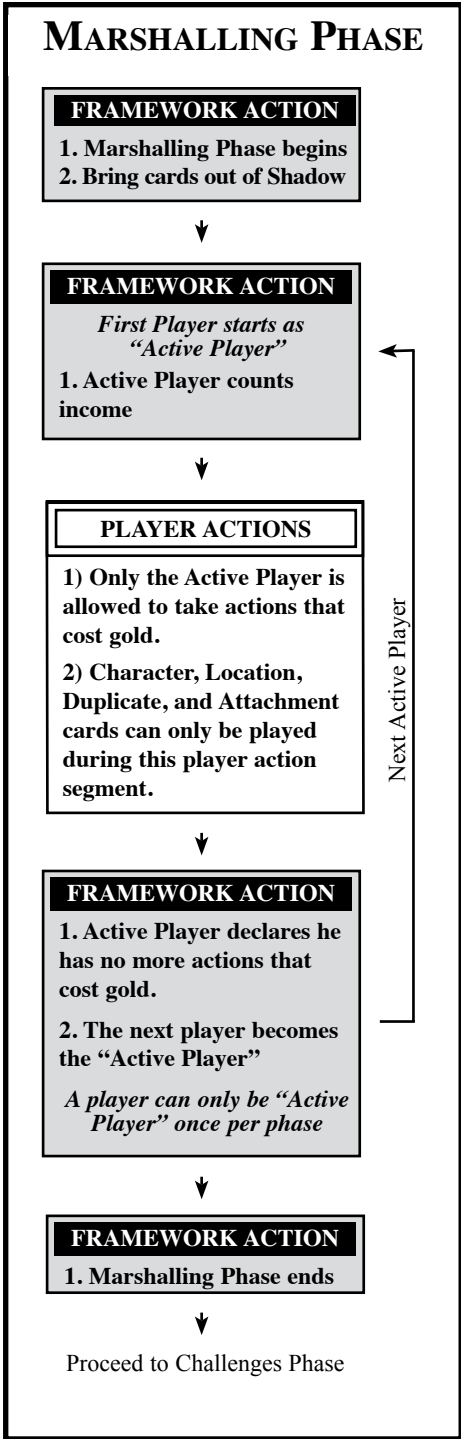 MARSHALLING PHASE
FRAMEWORK ACTION
1. Marshalling Phase begins
2. Bring cards out of Shadow
FRAMEWORK ACTION
First Player starts as
“Active Player”
1. Active Player counts
income
PLAYER ACTIONS
1) Only the Active Player is
allowed to take actions that
cost gold.
2) Character, Location,
Duplicate, and Attachment
cards can only be played
during this player action
segment.
Next Active Player
FRAMEWORK ACTION
1. Active Player declares he
has no more actions that
cost gold.
2. The next player becomes
the “Active Player”
A player can only be “Active
Player” once per phase
FRAMEWORK ACTION
1. Marshalling Phase ends
Proceed to Challenges Phase